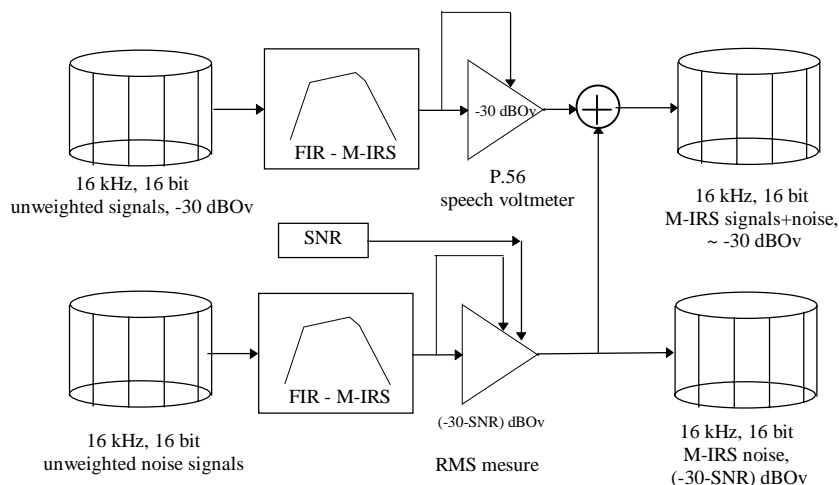 -30 dBOv
FIR - M-IRS
16 kHz, 16 bit
unweighted signals, -30 dBOv
P.56
speech voltmeter
16 kHz, 16 bit
M-IRS signals+noise,
~ -30 dBOv
SNR
FIR - M-IRS
(-30-SNR) dBOv
16 kHz, 16 bit
unweighted noise signals
RMS mesure
16 kHz, 16 bit
M-IRS noise,
(-30-SNR) dBOv